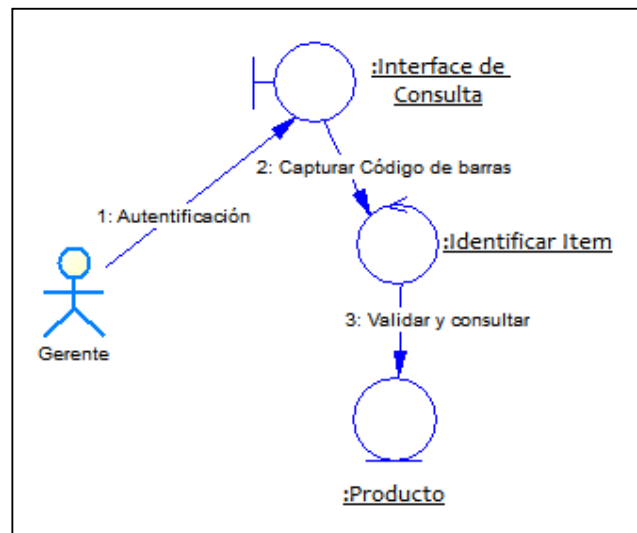 :Interface de
Consulta
2: Capturar Código de barras
1: Autentificación
:Identificar Item
3: Validar y consultar
Gerente
:Producto